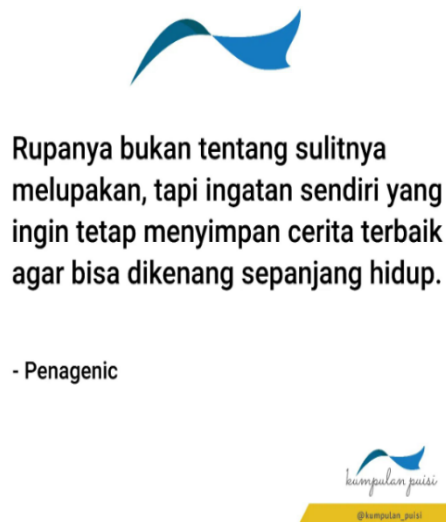 Rupanya bukan tentang sulitnya
melupakan, tapi ingatan sendiri yang
ingin tetap menyimpan cerita terbaik
agar bisa dikenang sepanjang hidup.
- Penagenic
kumpulan puisi
@kumpulan_puisi